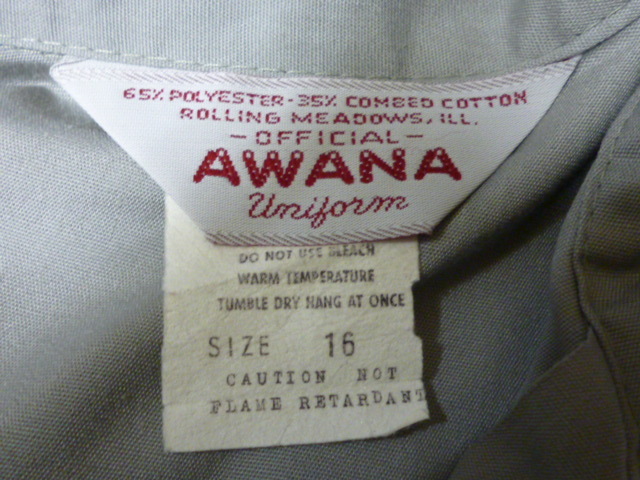 65% POLYESTER-35% COMBED COTTON
ROLLING MEADOWS, ILL.
-OFFICIAL-
AWANA
Uniform
DO NOT USE BLEACH
WARM TEMPERATURE
TUMBLE DRY HANG AT ONCE
SIZE 16
CAUTION NOT
FLAME RETARDANT